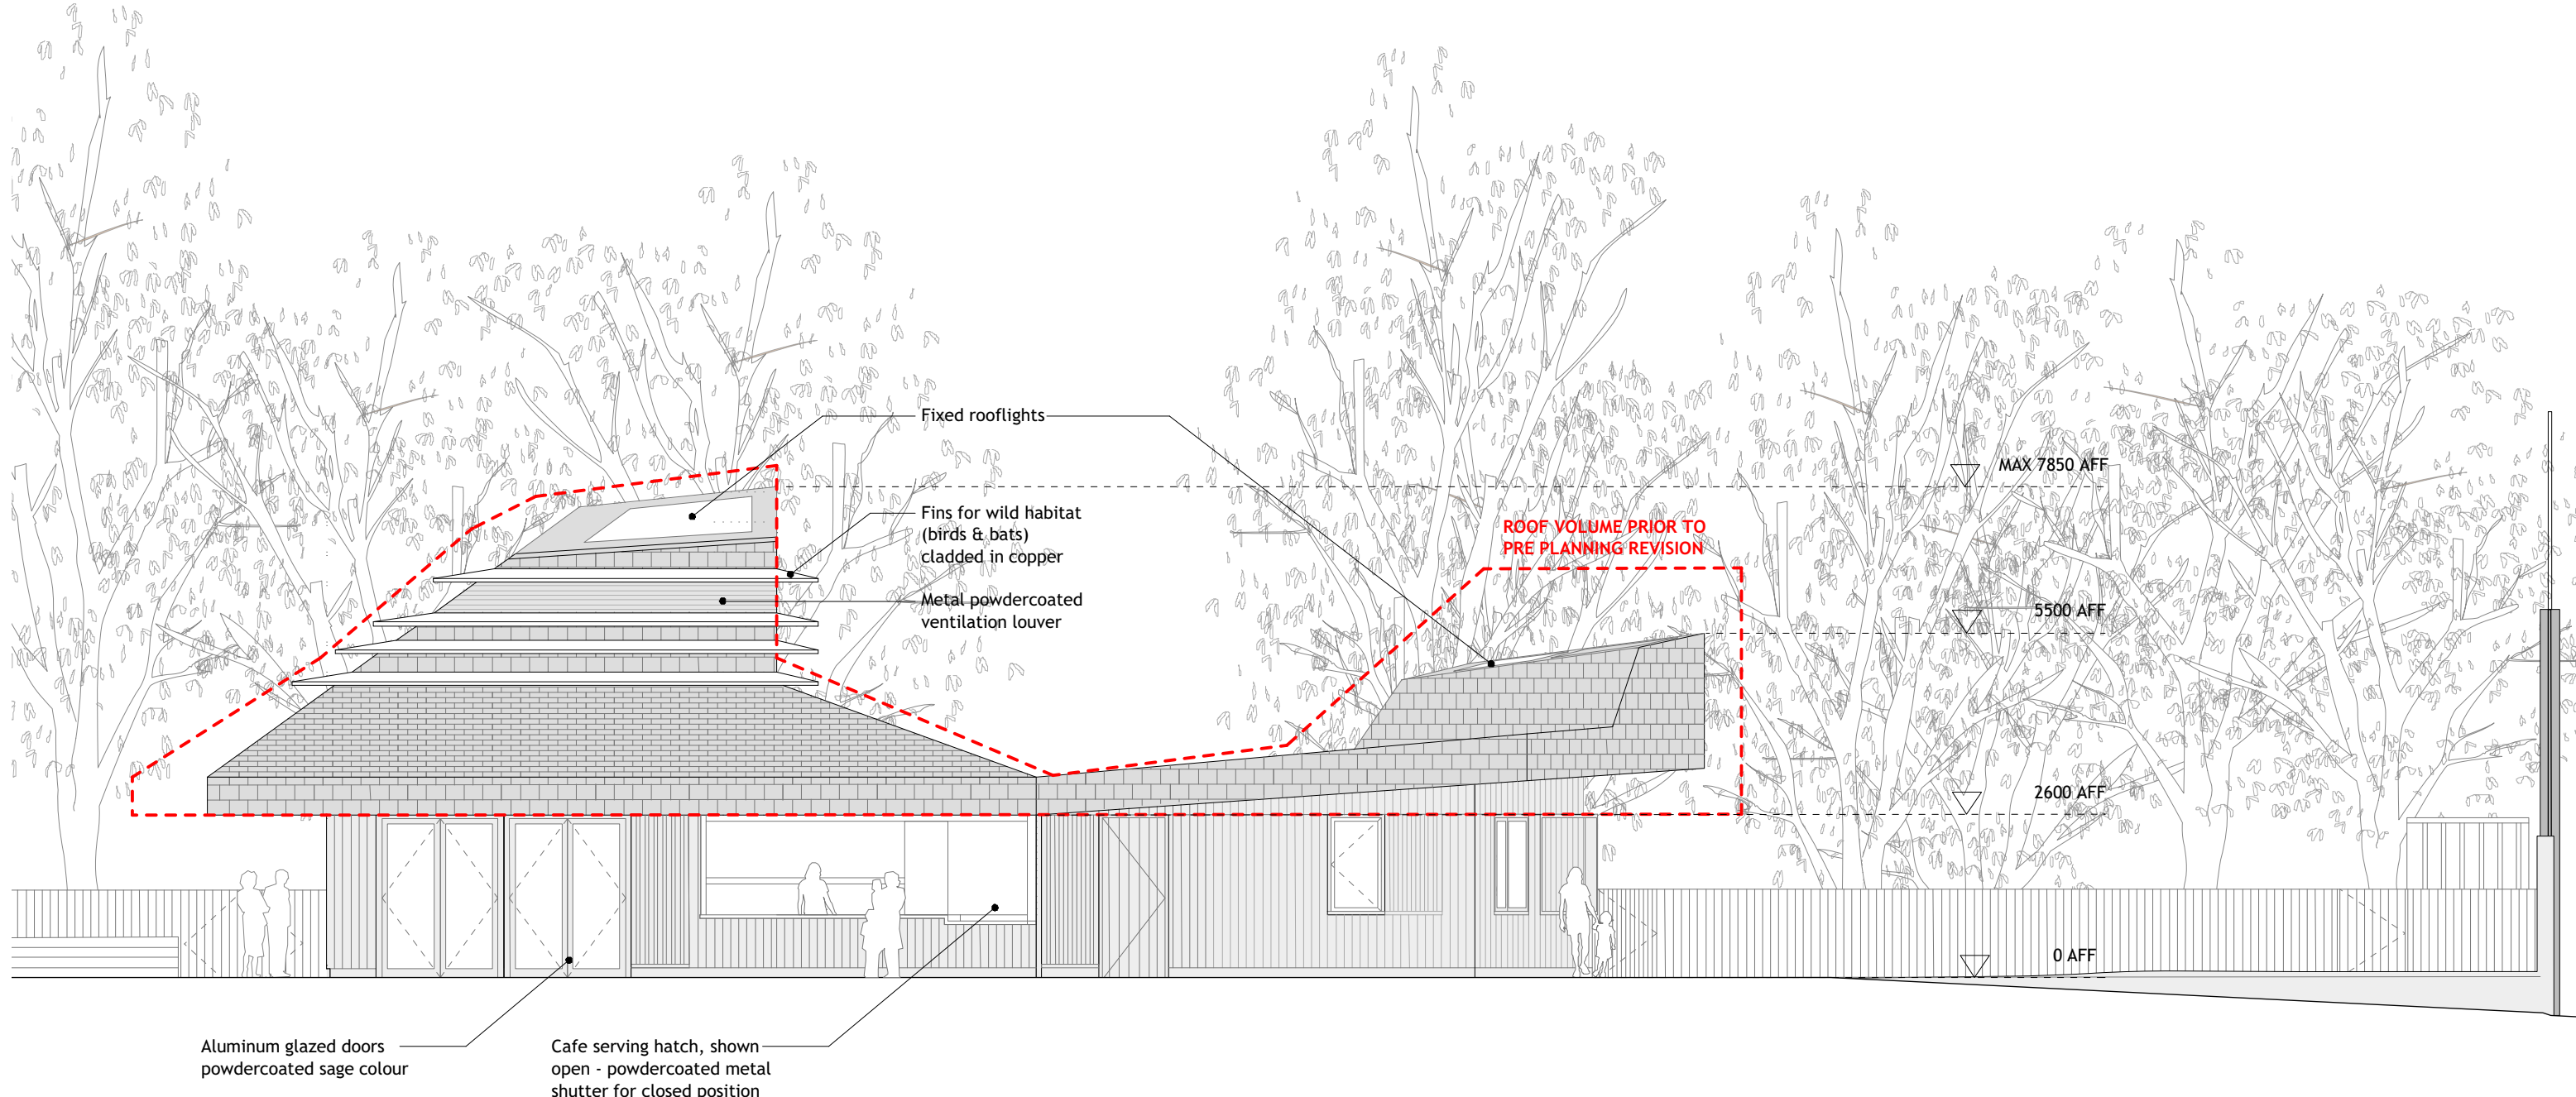 Fixed rooflights
MAX 7850 AFF
Fins for wild habitat
(birds & bats)
cladded in copper
ROOF VOLUME PRIOR TO
PRE PLANNING REVISION
Metal powdercoated
ventilation louver
5500 AFF
2600 AFF
0 AFF
Aluminum glazed doors
powdercoated sage colour
Cafe serving hatch, shown
open - powdercoated metal
shutter for closed position